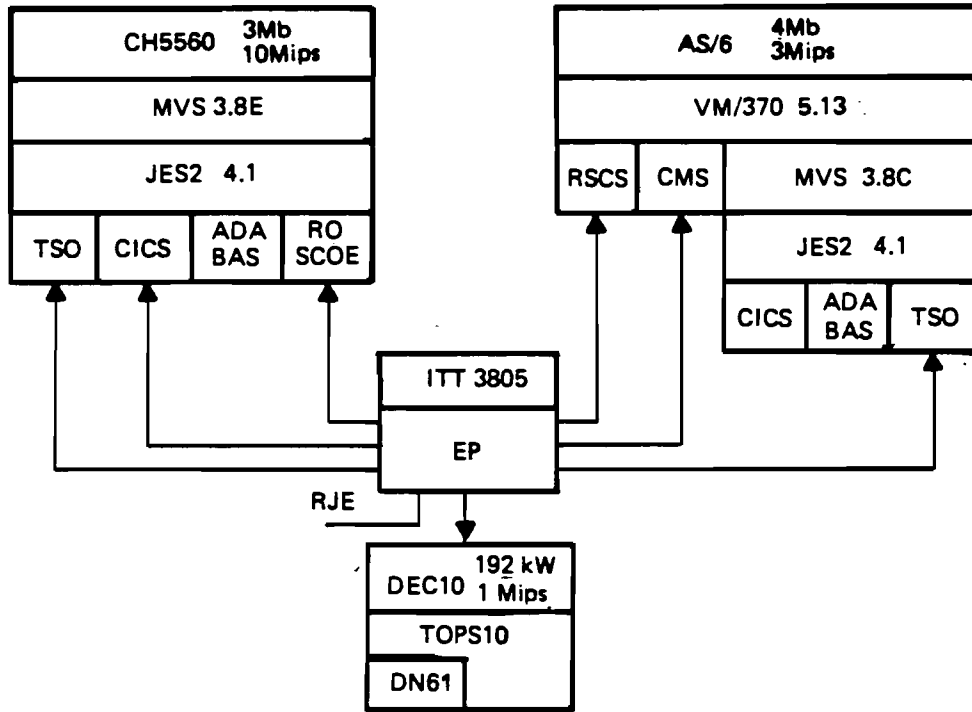 CH5560 3Mb
10Mips
MVS 3.8E
JES2 4.1
TSO
CICS
ADA
BAS
RO
SCOE
AS/6 4Mb
3Mips
VM/370 5.13
RSCS
CMS
MVS 3.8C
JES2 4.1
CICS
ADA
BAS
TSO
ITT 3805
EP
RJE
DEC10 192 kW
1 Mips
TOPS10
DN61